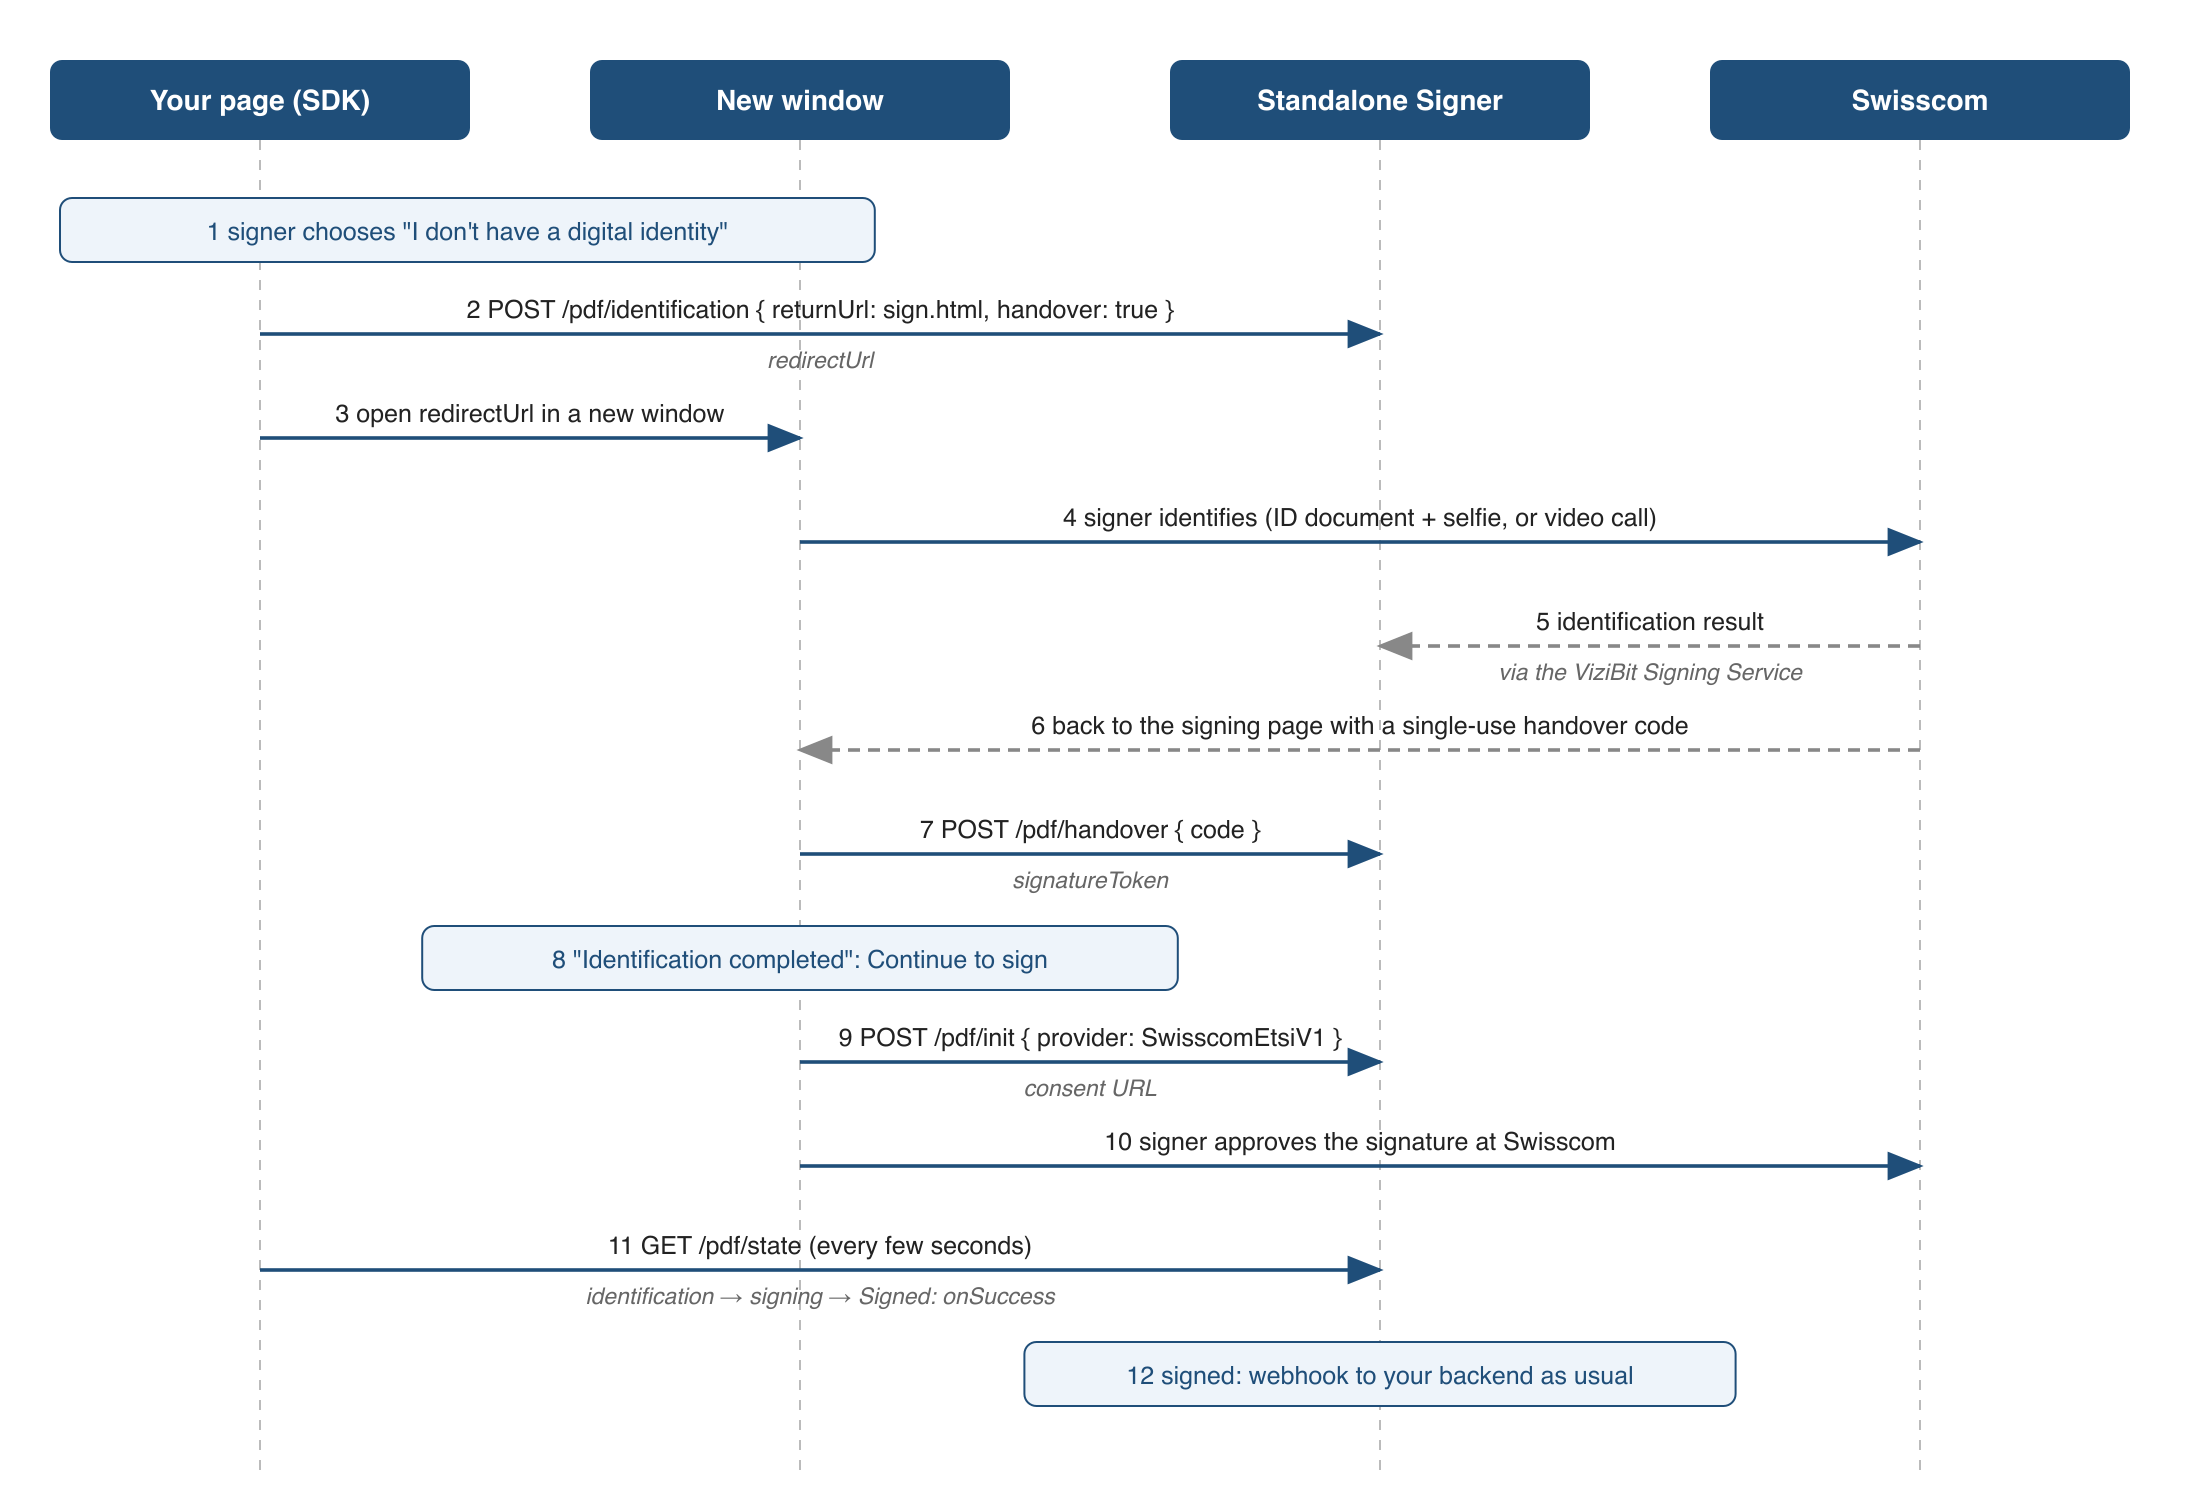 Your page (SDK)
New window
Standalone Signer
Swisscom
1 signer chooses "I don't have a digital identity"
2 POST /pdf/identification { returnUrl: sign.html, handover: true }
redirectUrl
3 open redirectUrl in a new window
4 signer identifies (ID document + selfie, or video call)
5 identification result
via the ViziBit Signing Service
6 back to the signing page with a single-use handover code
7 POST /pdf/handover { code }
signatureToken
8 "Identification completed": Continue to sign
9 POST /pdf/init { provider: SwisscomEtsiV1 }
consent URL
10 signer approves the signature at Swisscom
11 GET /pdf/state (every few seconds)
identification → signing → Signed: onSuccess
12 signed: webhook to your backend as usual